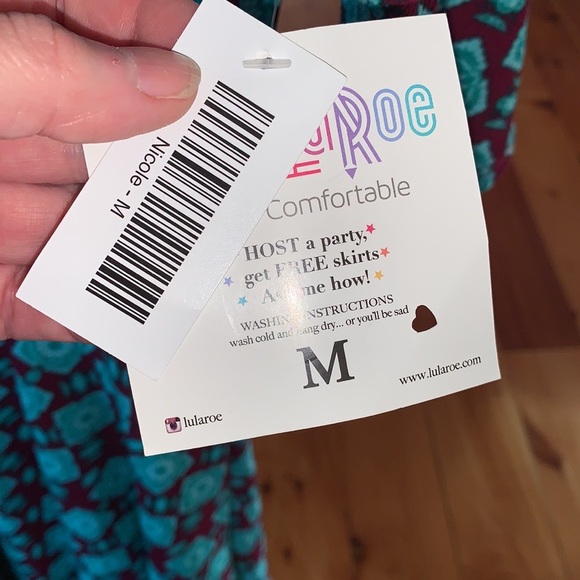 Nicole - M
LuLaRoe
Comfortable
HOST a party,
get FREE skirts
Ask me how!
WASHING INSTRUCTIONS
wash cold and hang dry... or you'll be sad
M
www.lularoe.com
lularoe